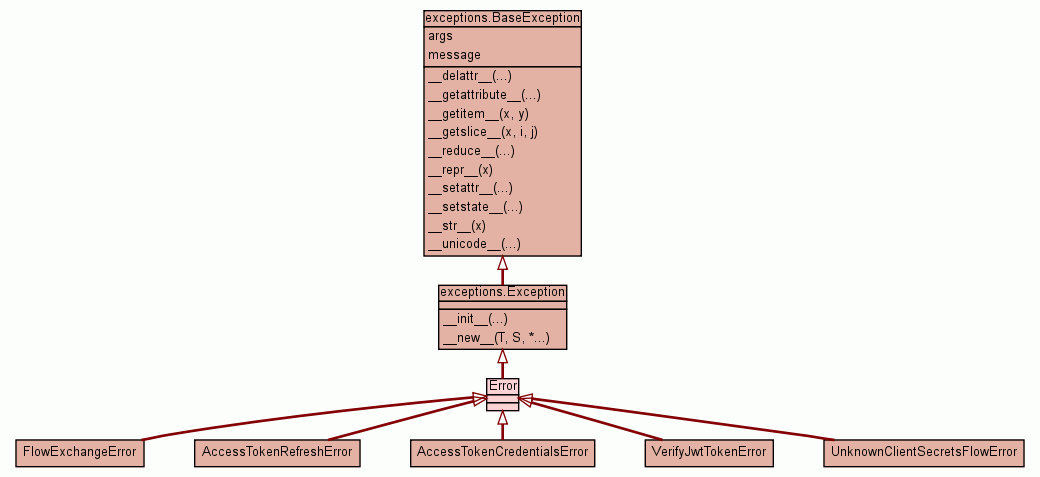 exceptions.BaseException
args
message
__delattr__(...)
__getattribute__(...)
__getitem__(x, y)
__getslice__(x, i, j)
__reduce__(...)
__repr__(x)
__setattr__(...)
__setstate__(...)
__str__(x)
__unicode__(...)
exceptions.Exception
__init__(...)
__new__(T, S, *...)
Error
FlowExchangeError
AccessTokenRefreshError
AccessTokenCredentialsError
VerifyJwtTokenError
UnknownClientSecretsFlowError